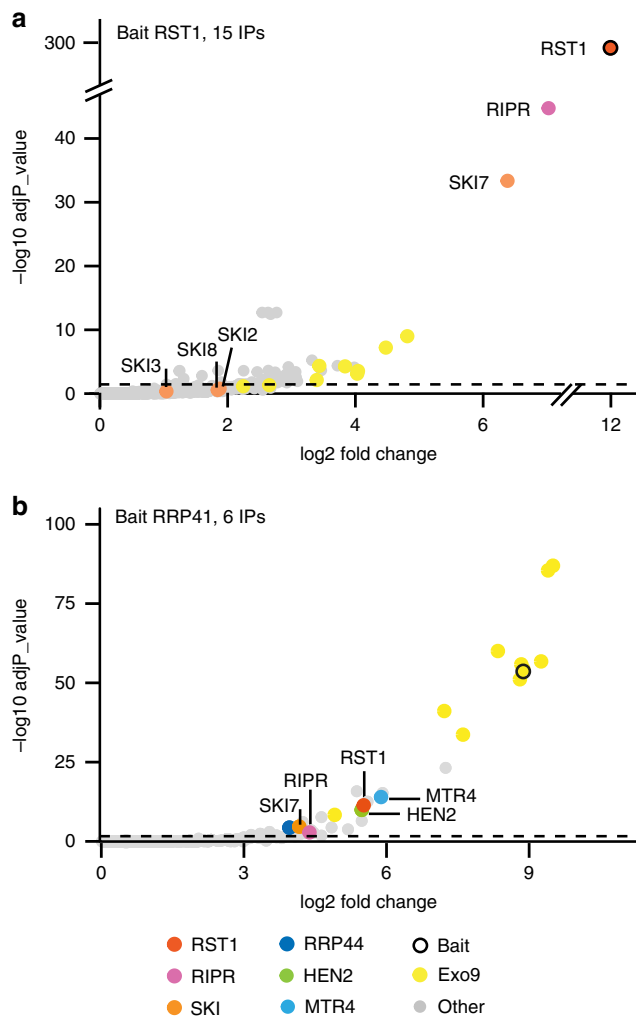 a
Bait RST1, 15 IPs
300
RST1
RIPR
40
SKI7
30
–log10 adjP_value
20
10
SKI2
SKI8
SKI3
0
0 2 4 6 12
log2 fold change
b
100
Bait RRP41, 6 IPs
75
–log10 adjP_value
50
25
RST1
RIPR
SKI7
MTR4
HEN2
0
0 3 6 9
log2 fold change
RST1 RRP44 Bait
RIPR HEN2 Exo9
SKI MTR4 Other